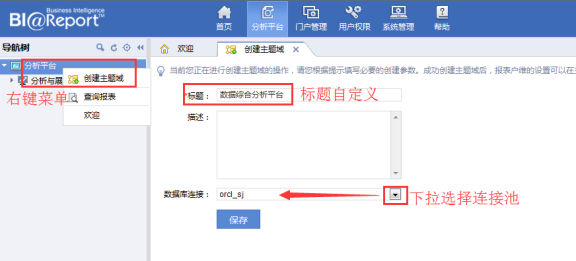 Business Intelligence
BI@Report™
首页
分析平台
门户管理
用户权限
系统管理
帮助
导航树
欢迎
创建主题域
分析平台
分析与展
创建主题域
查询报表
欢迎
右键菜单
当前您正在进行创建主题域的操作，请您根据提示填写必要的创建参数。成功创建主题域后，报表户维的设置可以在主
*标题：
数据综合分析平台
标题自定义
描述：
数据库连接：
orcl_sj
下拉选择连接池
保存